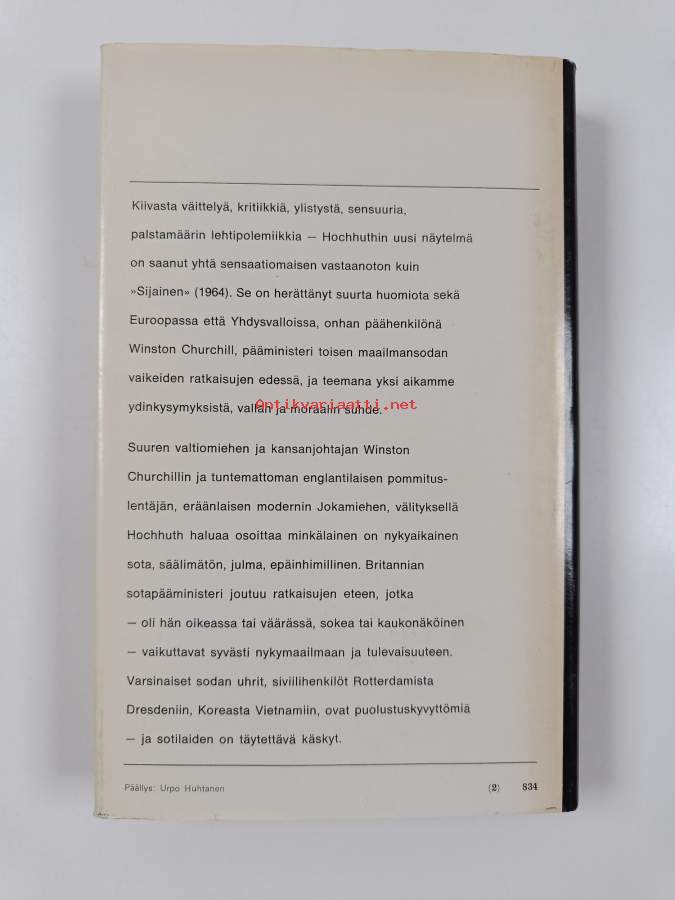 Kiivasta väittelyä, kritiikkiä, ylistystä, sensuuria,
palstamäärin lehtipolemiikkia — Hochhuthin uusi näytelmä
on saanut yhtä sensaatiomaisen vastaanoton kuin
»Sijainen» (1964). Se on herättänyt suurta huomiota sekä
Euroopassa että Yhdysvalloissa, onhan päähenkilönä
Winston Churchill, pääministeri toisen maailmansodan
vaikeiden ratkaisujen edessä, ja teemana yksi aikamme
ydinkysymyksistä, vallan ja moraalin suhde.
Antikvariaatti.net
Suuren valtiomiehen ja kansanjohtajan Winston
Churchillin ja tuntemattoman englantilaisen pommitus-
lentäjän, eräänlaisen modernin Jokamiehen, välityksellä
Hochhuth haluaa osoittaa minkälainen on nykyaikainen
sota, säälimätön, julma, epäinhimillinen. Britannian
sotapääministeri joutuu ratkaisujen eteen, jotka
— oli hän oikeassa tai väärässä, sokea tai kaukonäköinen
— vaikuttavat syvästi nykymaailmaan ja tulevaisuuteen.
Varsinaiset sodan uhrit, siviilihenkilöt Rotterdamista
Dresdeniin, Koreasta Vietnamiin, ovat puolustuskyvyttömiä
— ja sotilaiden on täytettävä käskyt.
Päällys: Urpo Huhtanen (2) 834